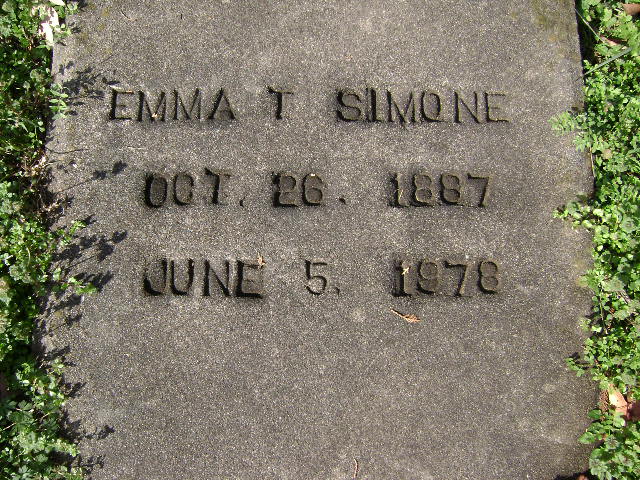 EMMA T SIMONE
OCT. 26. 1887
JUNE 5. 1978